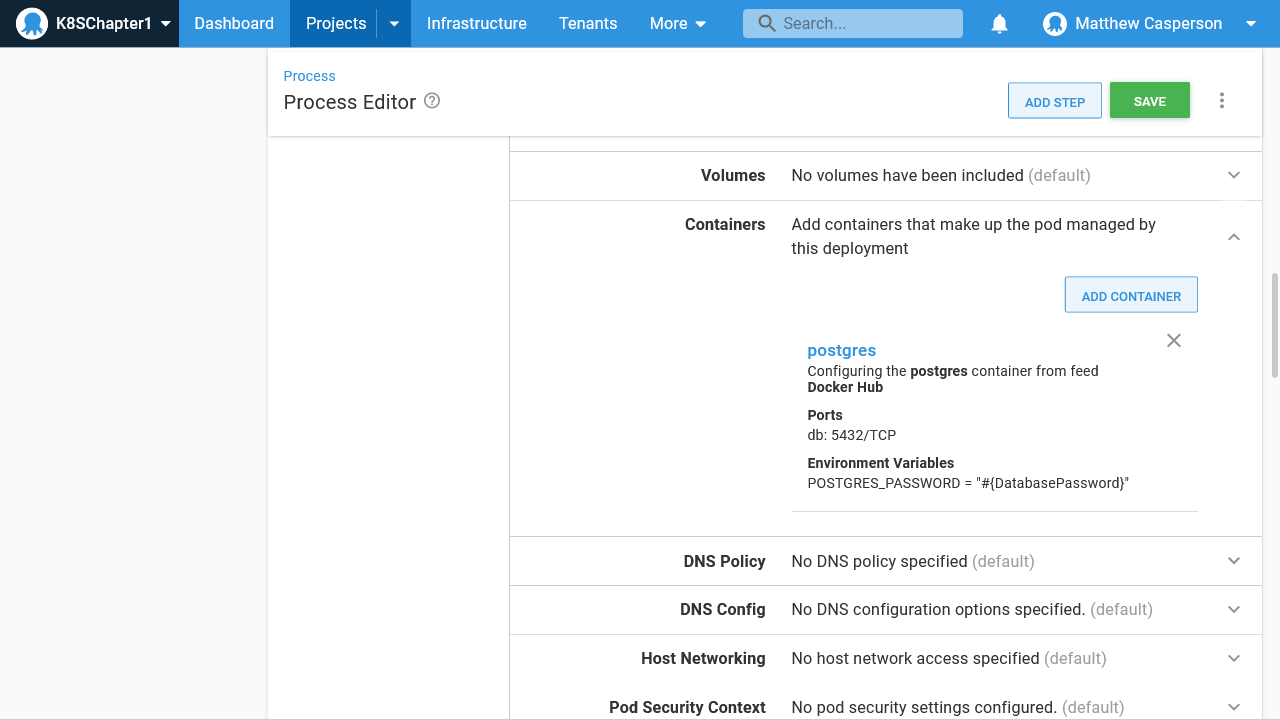 K8SChapter1 Dashboard Projects Infrastructure Tenants More Search... Matthew Casperson
Process
Process Editor
ADD STEP SAVE
Volumes No volumes have been included (default)
Containers Add containers that make up the pod managed by
this deployment
ADD CONTAINER
postgres
Configuring the postgres container from feed
Docker Hub
Ports
db: 5432/TCP
Environment Variables
POSTGRES_PASSWORD = "#{DatabasePassword}"
DNS Policy No DNS policy specified (default)
DNS Config No DNS configuration options specified. (default)
Host Networking No host network access specified (default)
Pod Security Context No pod security settings configured. (default)